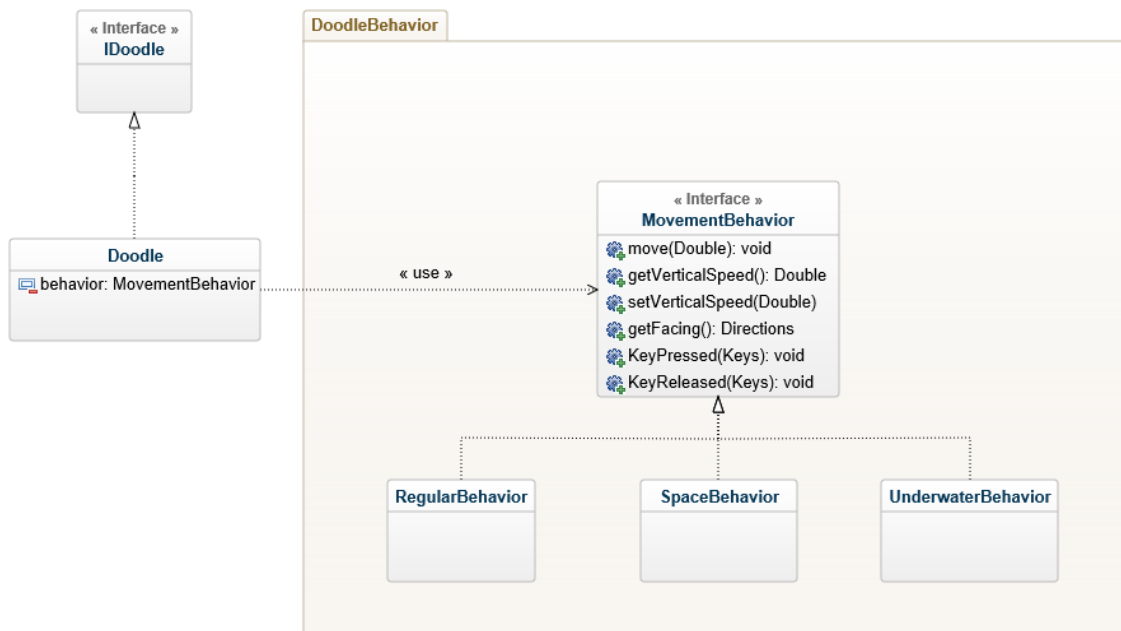 « Interface »
IDoodle
DoodleBehavior
Doodle
behavior: MovementBehavior
« use »
« Interface »
MovementBehavior
move(Double): void
getVerticalSpeed(): Double
setVerticalSpeed(Double)
getFacing(): Directions
KeyPressed(Keys): void
KeyReleased(Keys): void
RegularBehavior
SpaceBehavior
UnderwaterBehavior